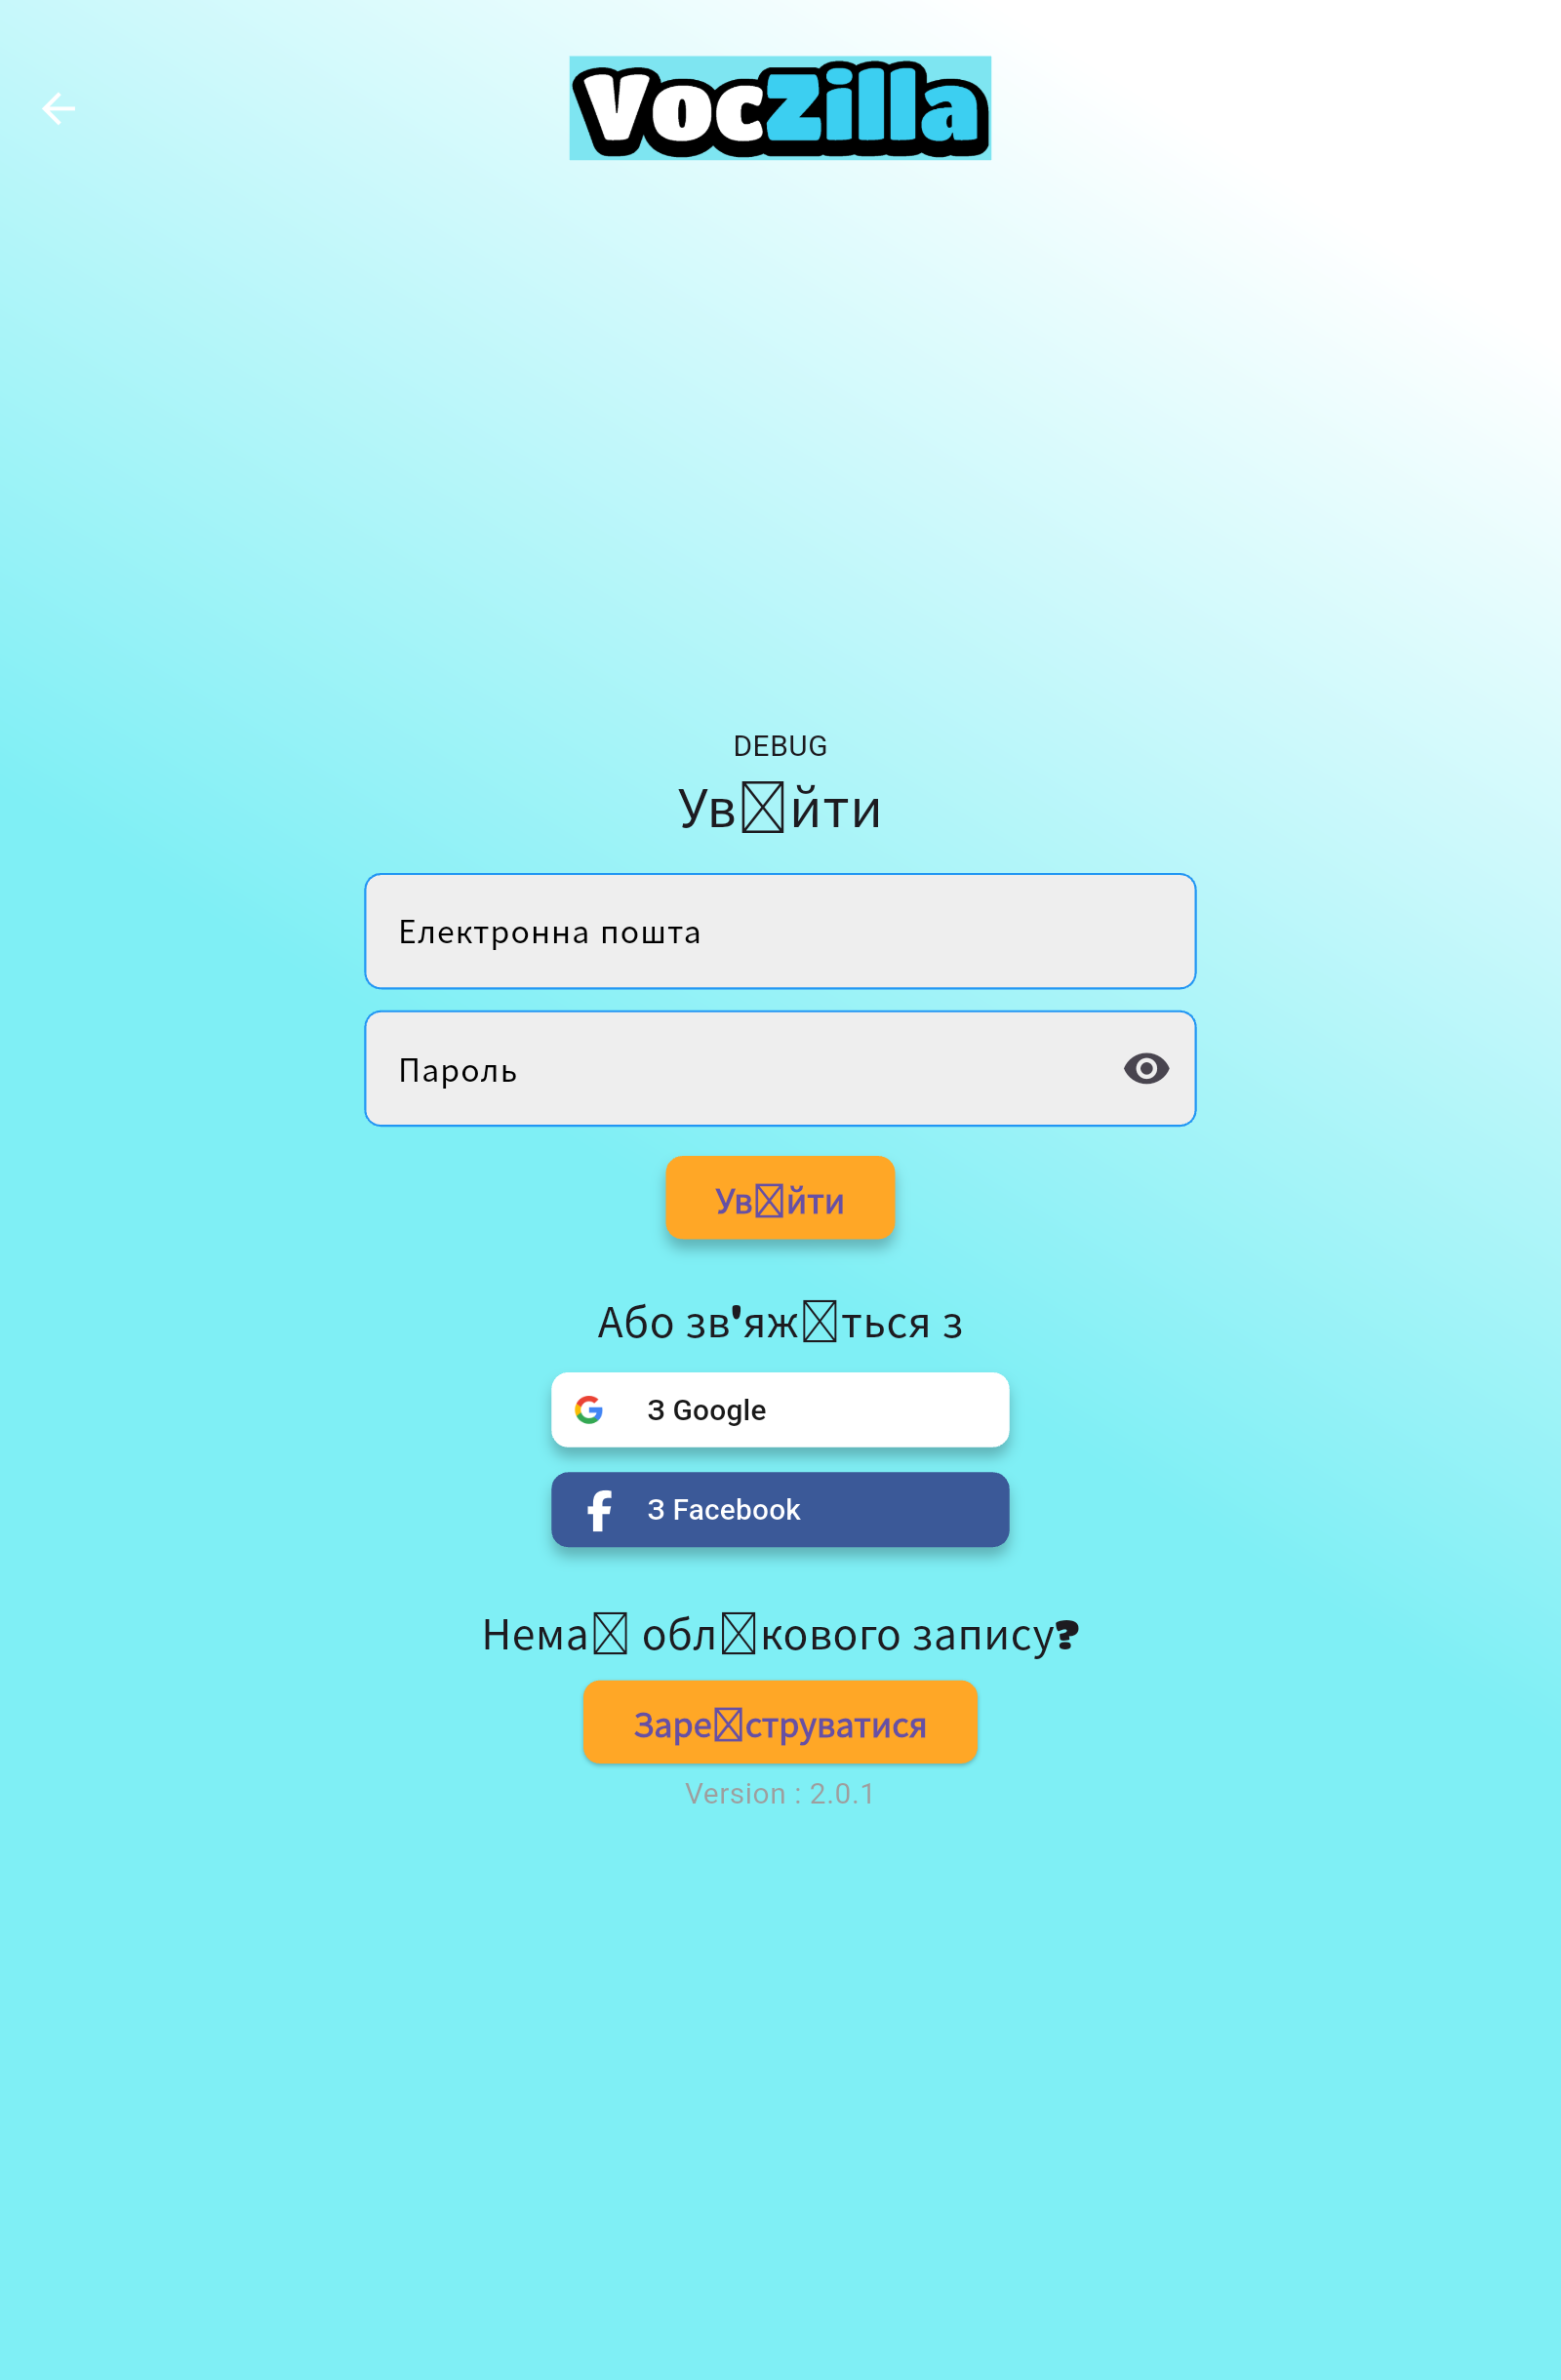 VocZilla
DEBUG
Ув☒йти
Електронна пошта
Пароль
Ув☒йти
Або зв'яж☒ться з
З Google
З Facebook
Нема☒ обл☒кового запису?
Заре☒струватися
Version : 2.0.1